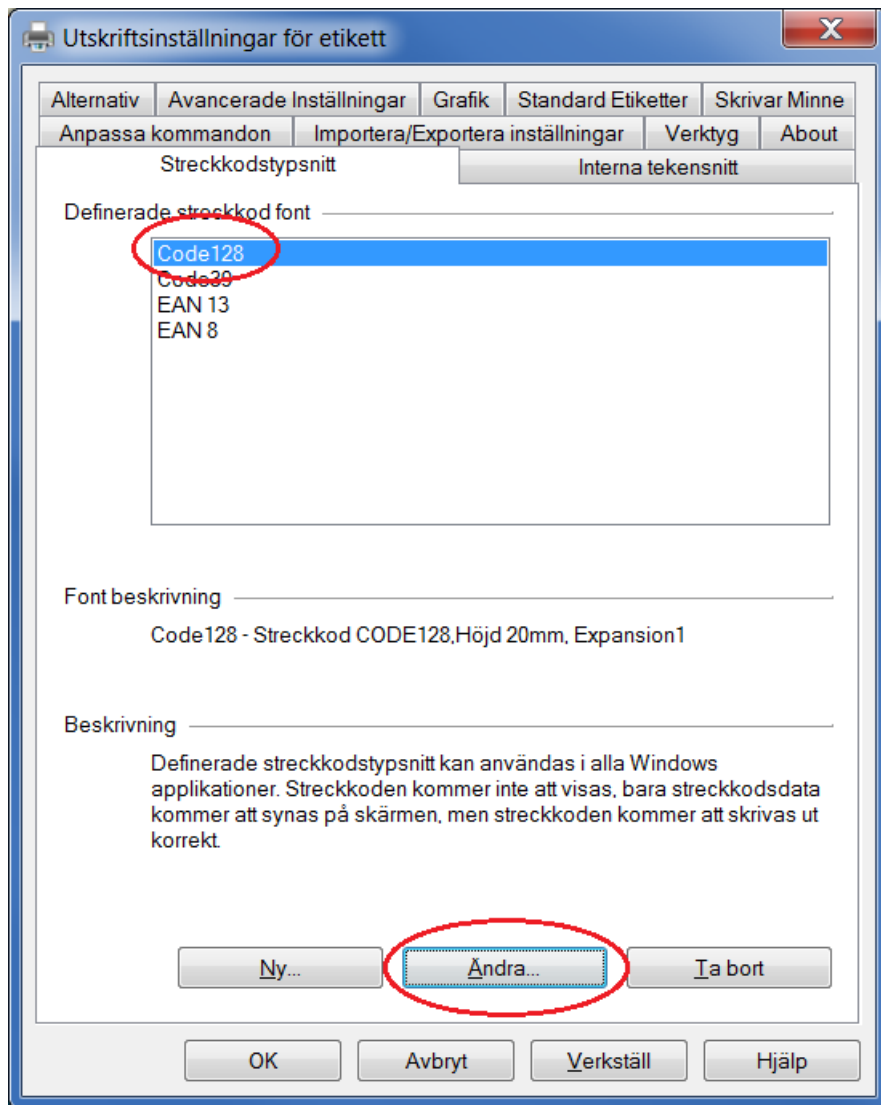 Utskriftsinställningar för etikett
X
Alternativ Avancerade Inställningar Grafik Standard Etiketter Skrivar Minne
Anpassa kommandon Importera/Exportera inställningar Verktyg About
Streckkodstypsnitt Interna tekensnitt
Definerade streckkod font
Code128
Code39
EAN 13
EAN 8
Font beskrivning
Code128 - Streckkod CODE128,Höjd 20mm, Expansion1
Beskrivning
Definerade streckkodstypsnitt kan användas i alla Windows
applikationer. Streckkoden kommer inte att visas, bara streckkodsdata
kommer att synas på skärmen, men streckkoden kommer att skrivas ut
korrekt.
Ny... Ändra... Ta bort
OK Avbryt Verkställ Hjälp